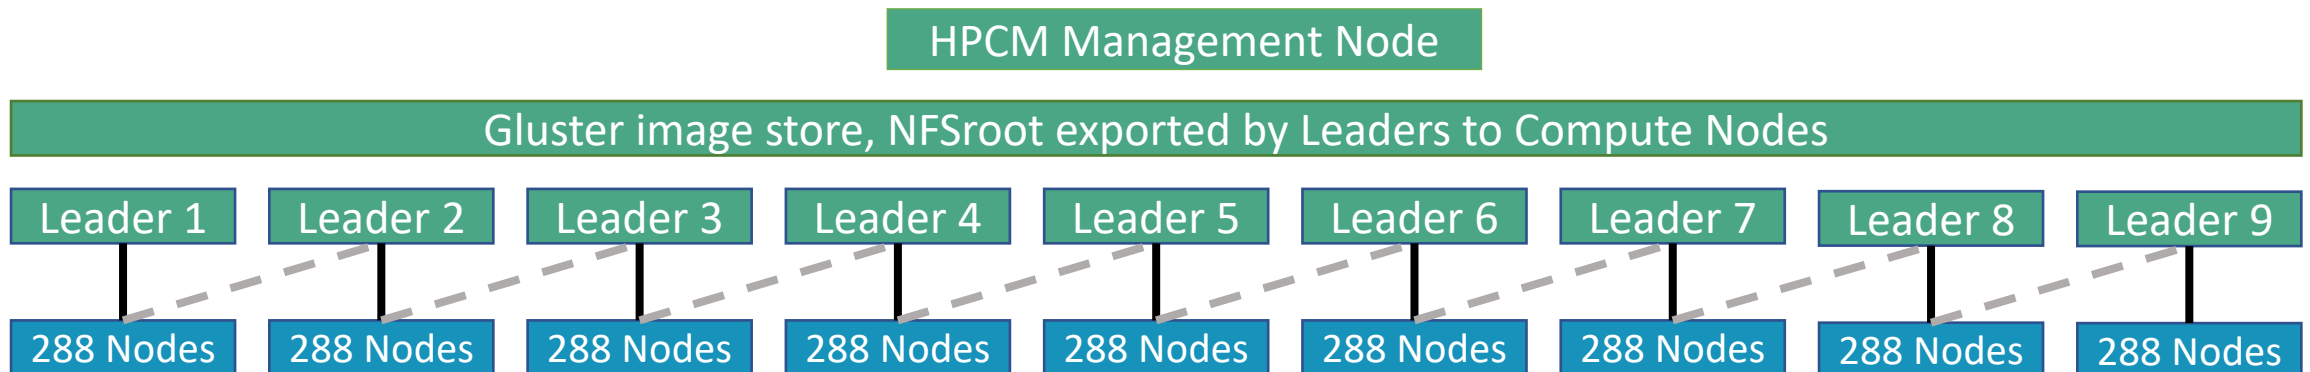 HPCM Management Node
Gluster image store, NFSroot exported by Leaders to Compute Nodes
Leader 1 Leader 2 Leader 3 Leader 4 Leader 5 Leader 6 Leader 7 Leader 8 Leader 9
288 Nodes 288 Nodes 288 Nodes 288 Nodes 288 Nodes 288 Nodes 288 Nodes 288 Nodes 288 Nodes